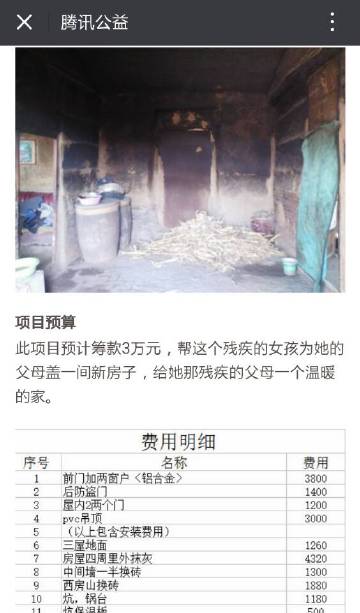 腾讯公益
项目预算
此项目预计筹款3万元，帮这个残疾的女孩为她的
父母盖一间新房子，给她那残疾的父母一个温暖
的家。
费用明细
序号 名称 费用
1 前门加两窗户〈铝合金〉 3800
2 后防盗门 1400
3 屋内2两个门 1200
4 pvc吊顶 3000
5 （以上包含安装费用）
6 三屋地面 1260
7 房屋四周里外抹灰 4320
8 中间墙一半换砖 1300
9 西房山换砖 1880
10 炕，锅台 1180
11 炕保温板 500